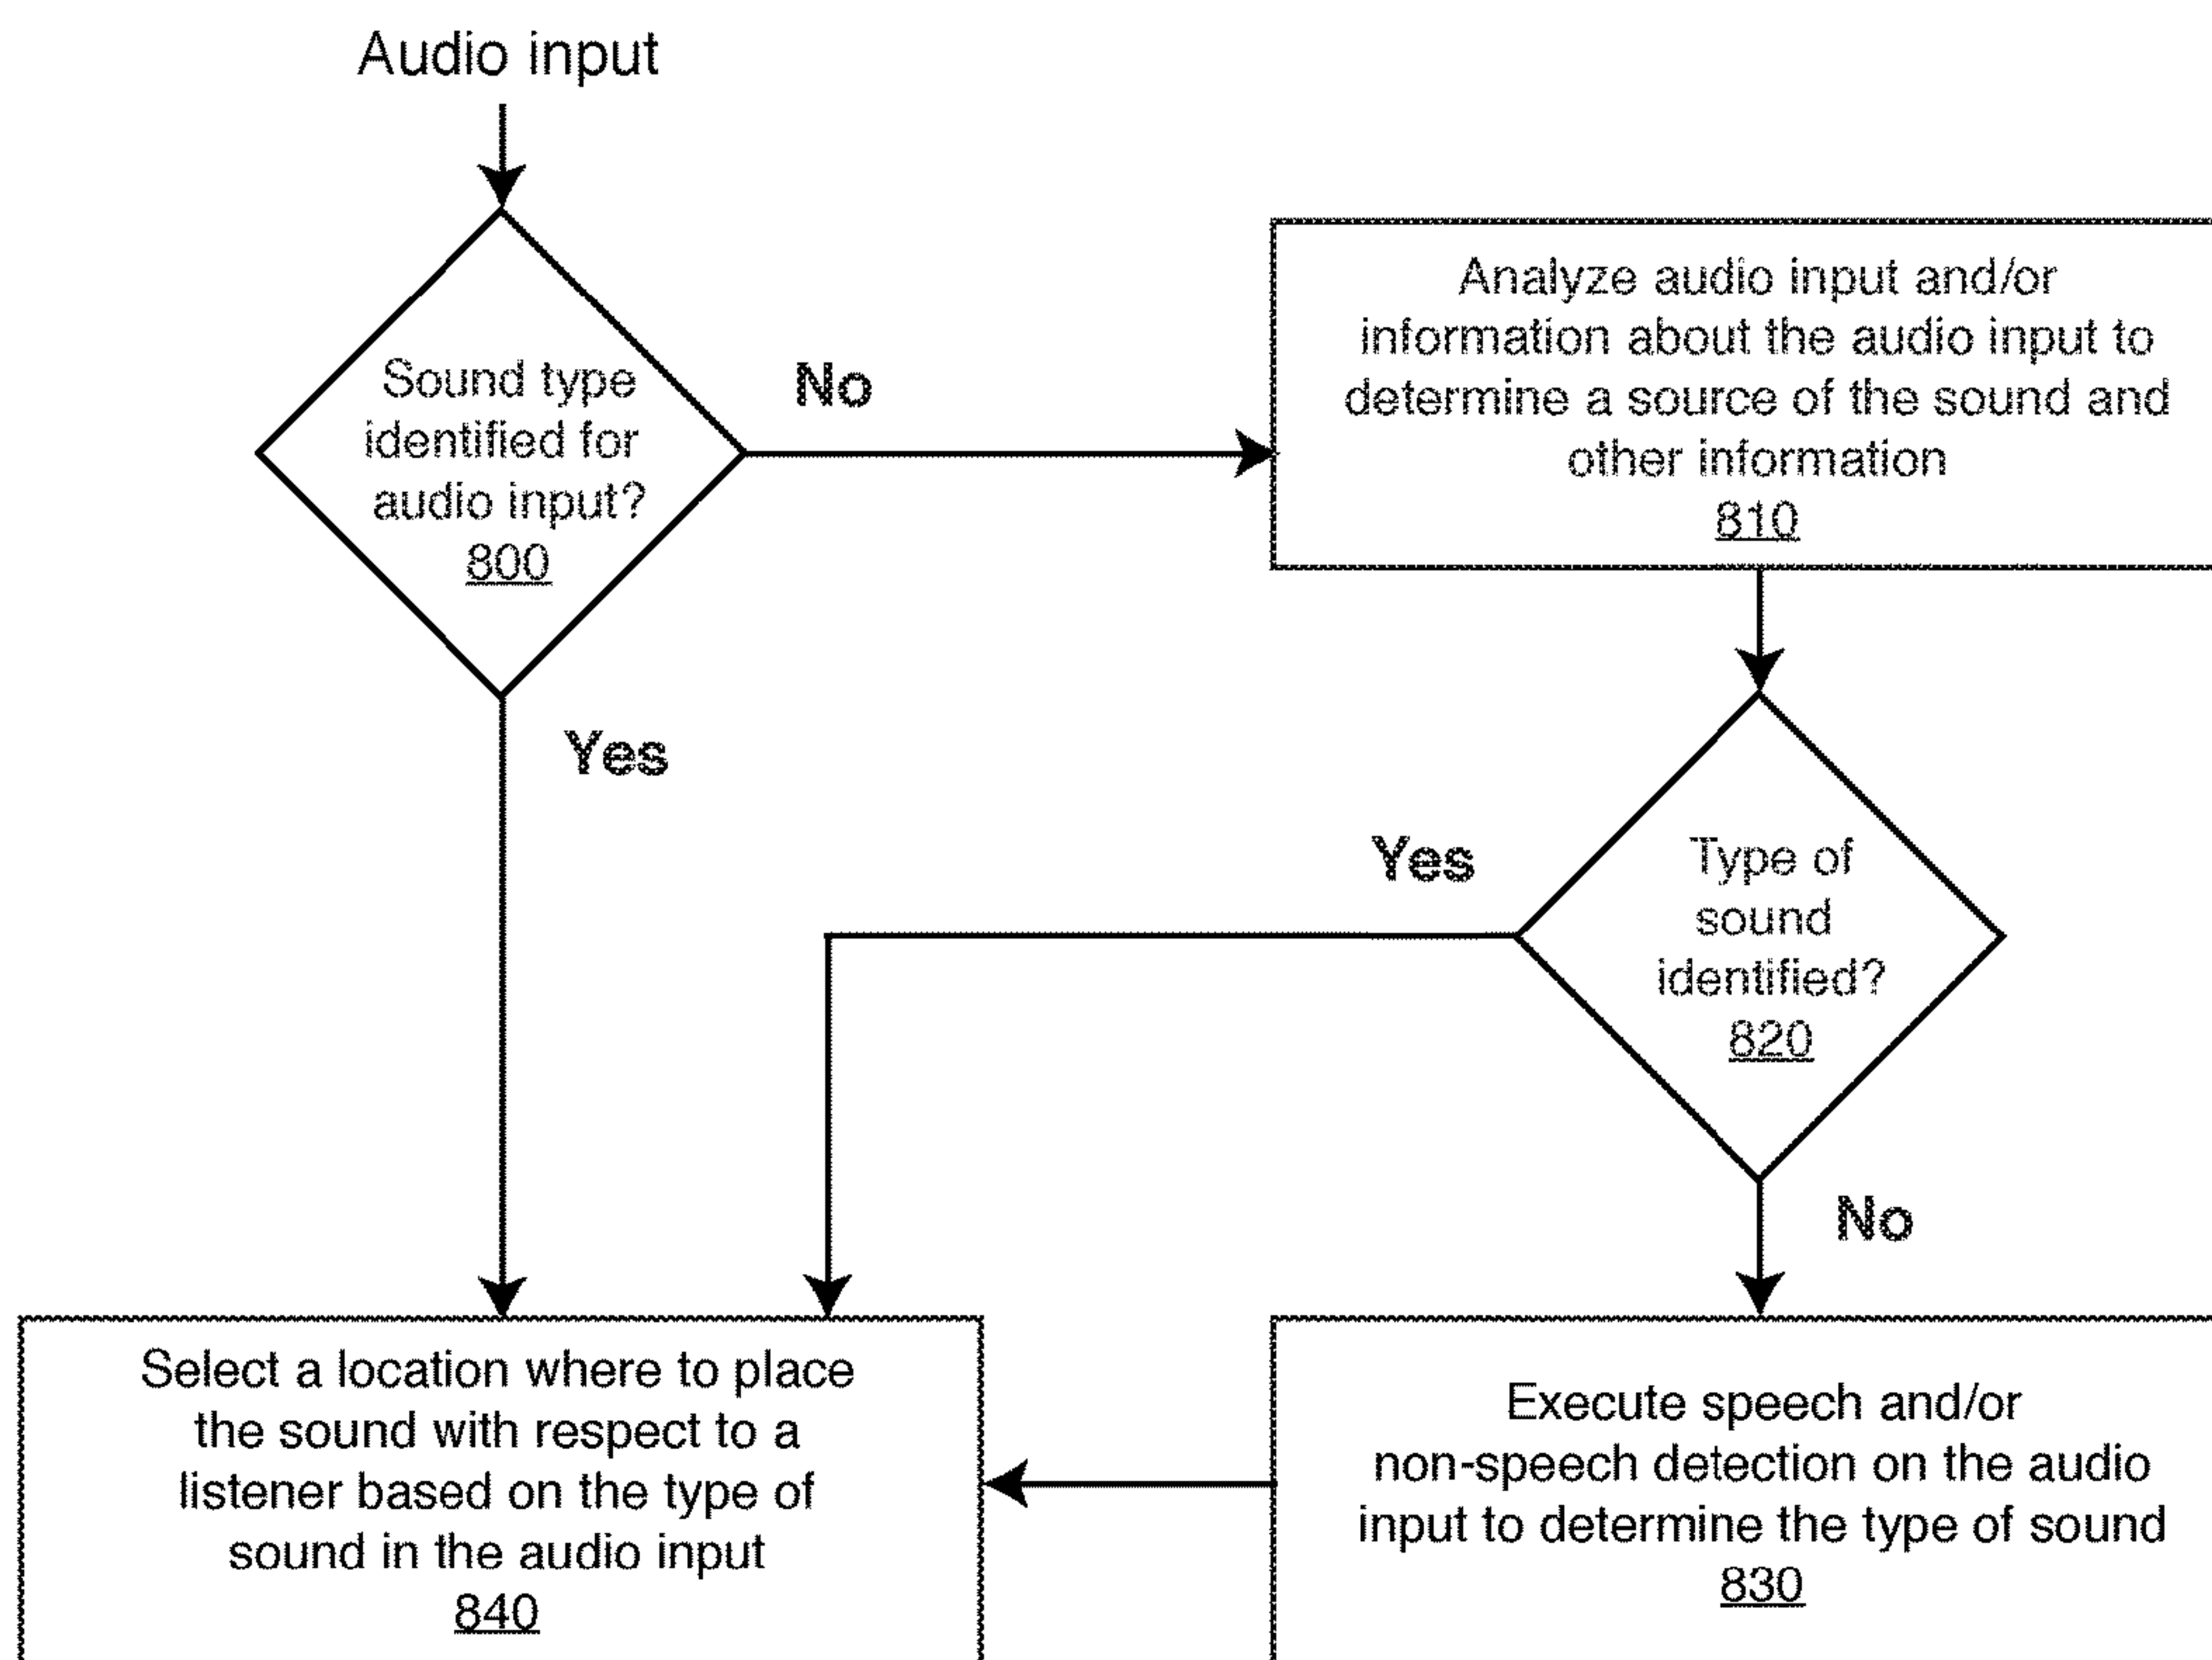 Audio input
Sound type
identified for
audio input?
800
No
Analyze audio input and/or
information about the audio input to
determine a source of the sound and
other information
810
Yes
Yes
Type of
sound
identified?
820
No
Select a location where to place
the sound with respect to a
listener based on the type of
sound in the audio input
840
Execute speech and/or
non-speech detection on the audio
input to determine the type of sound
830